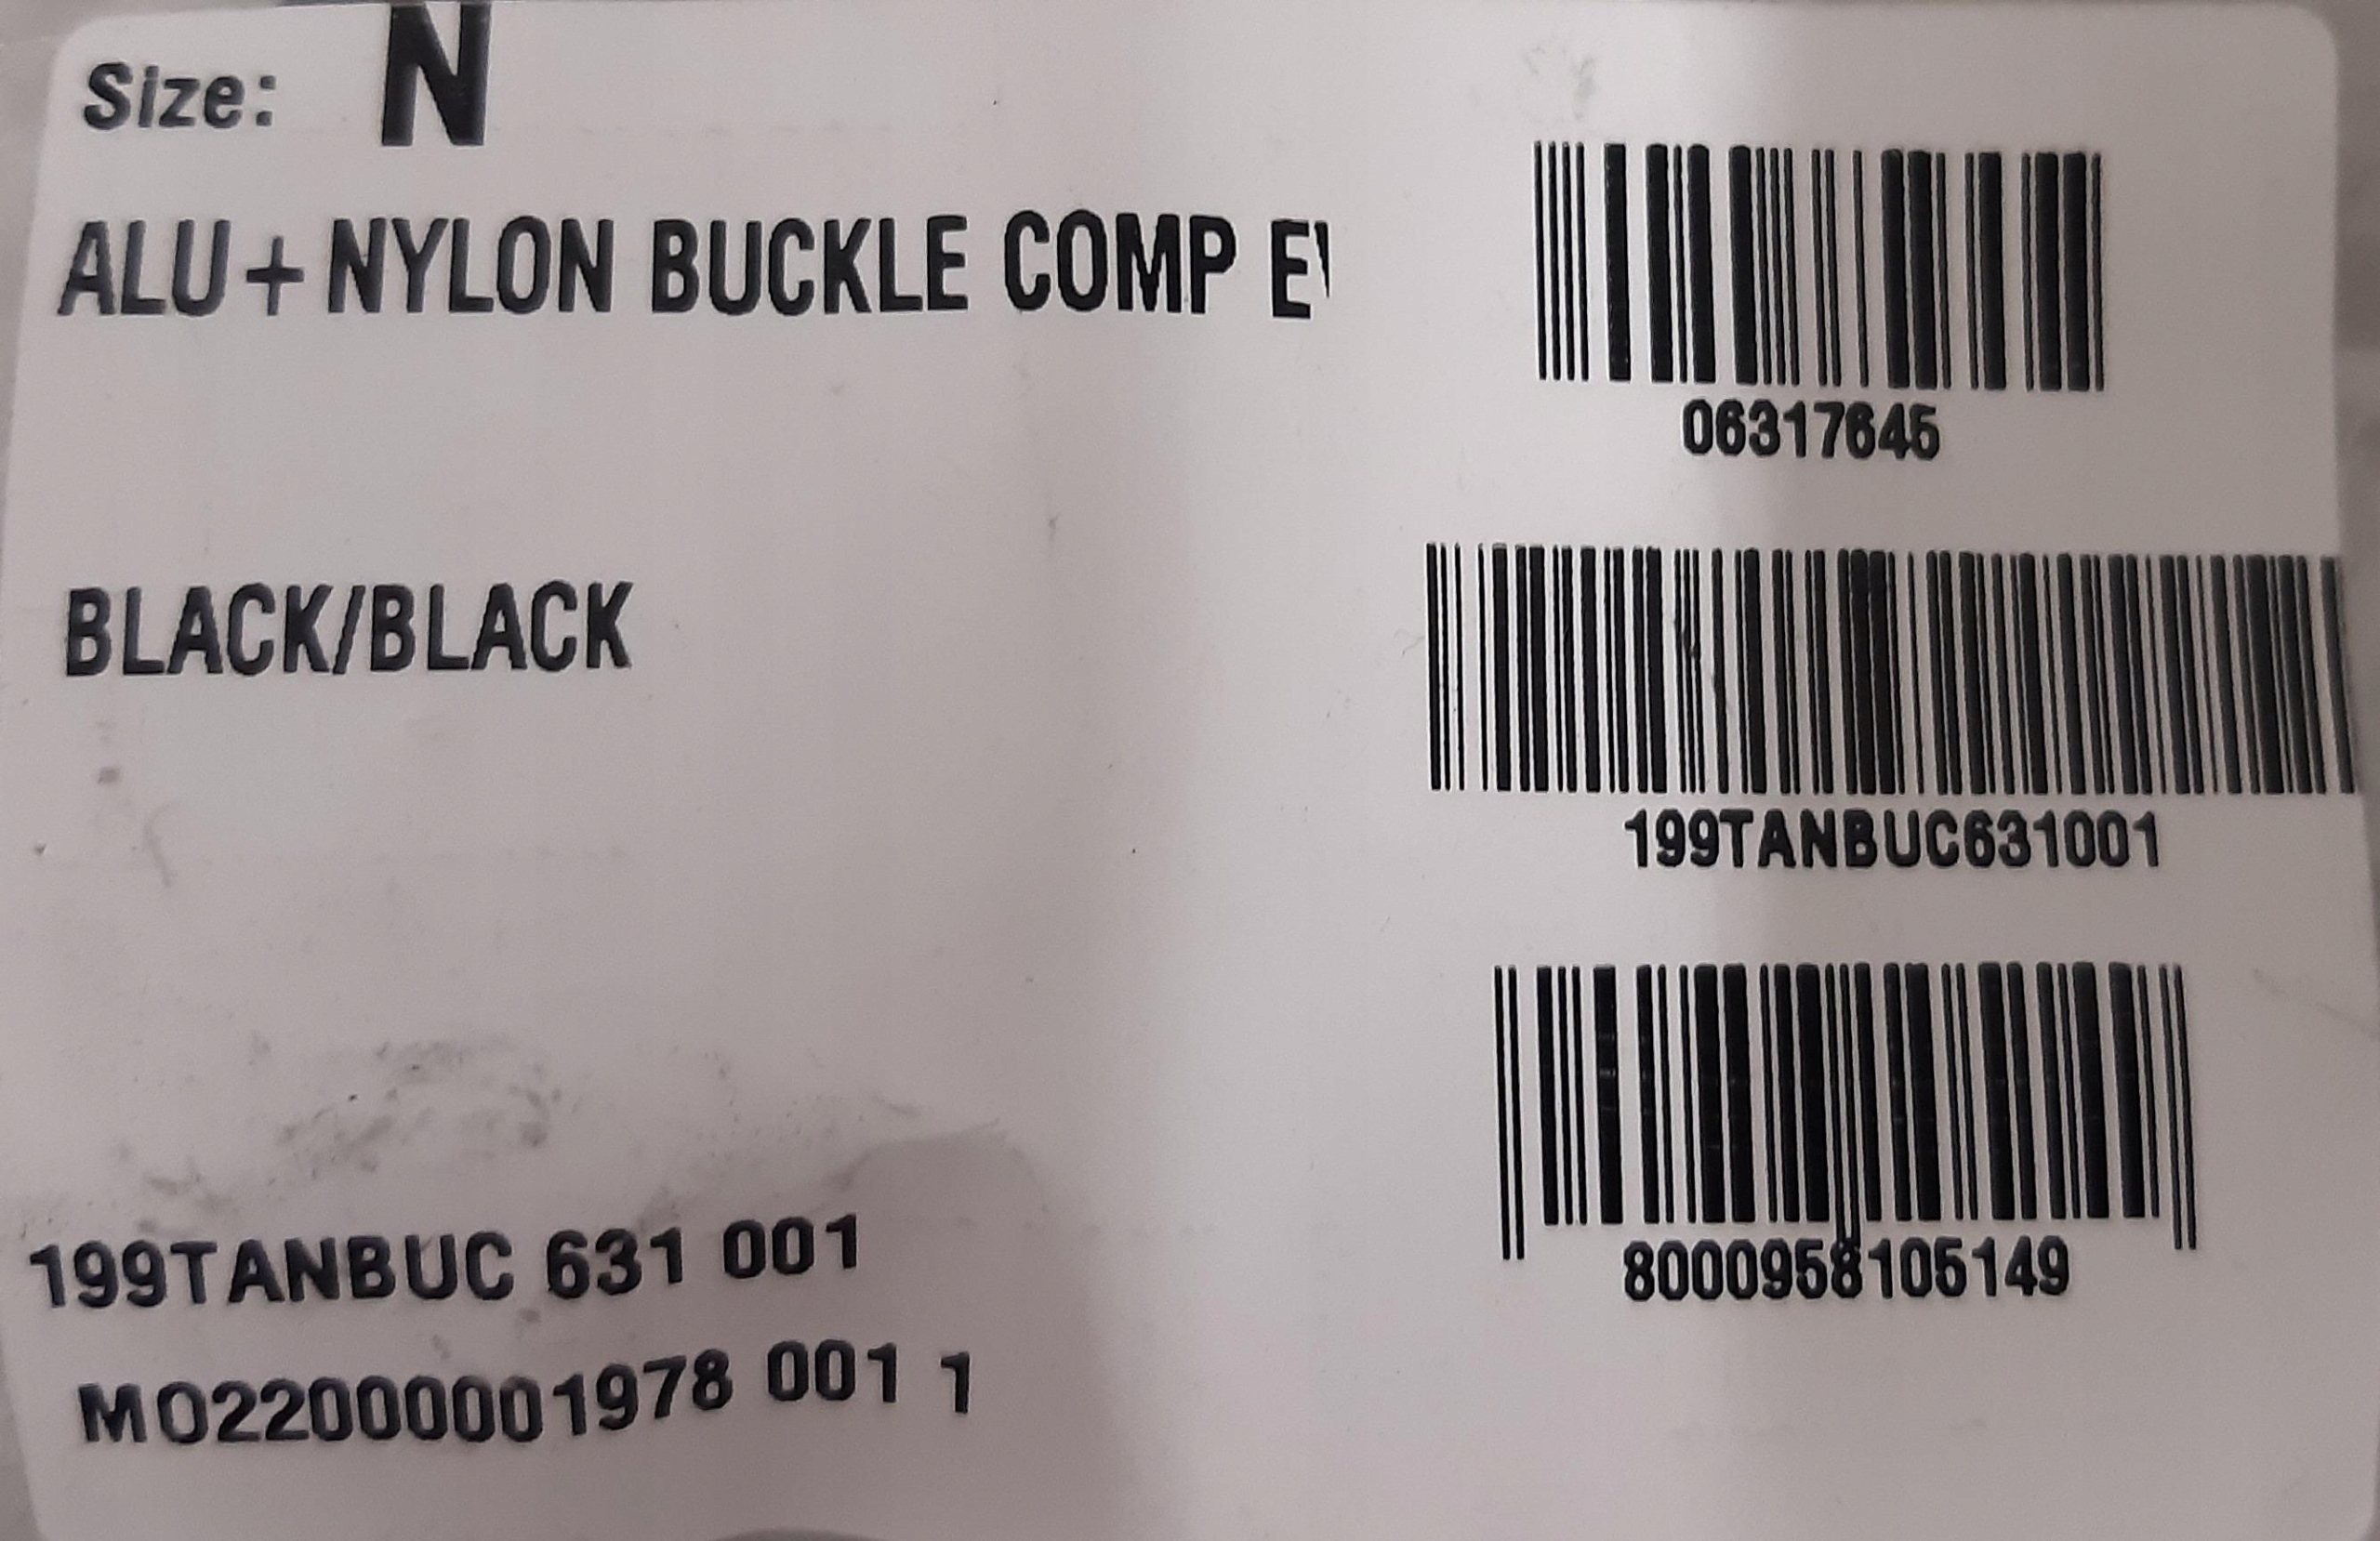 Size: N
ALU + NYLON BUCKLE COMP
BLACK/BLACK
199TANBUC 631 001
MO22000001978 001 1
06317645
199TANBUC631001
8000958105149